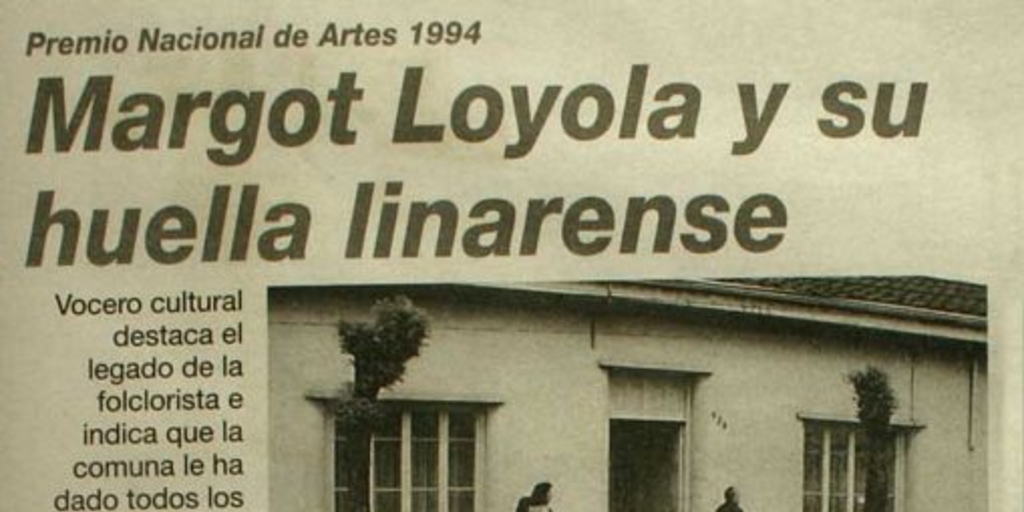 Premio Nacional de Artes 1994
Margot Loyola y su
huella linarense
Vocero cultural
destaca el
legado de la
folclorista e
indica que la
comuna le ha
dado todos los